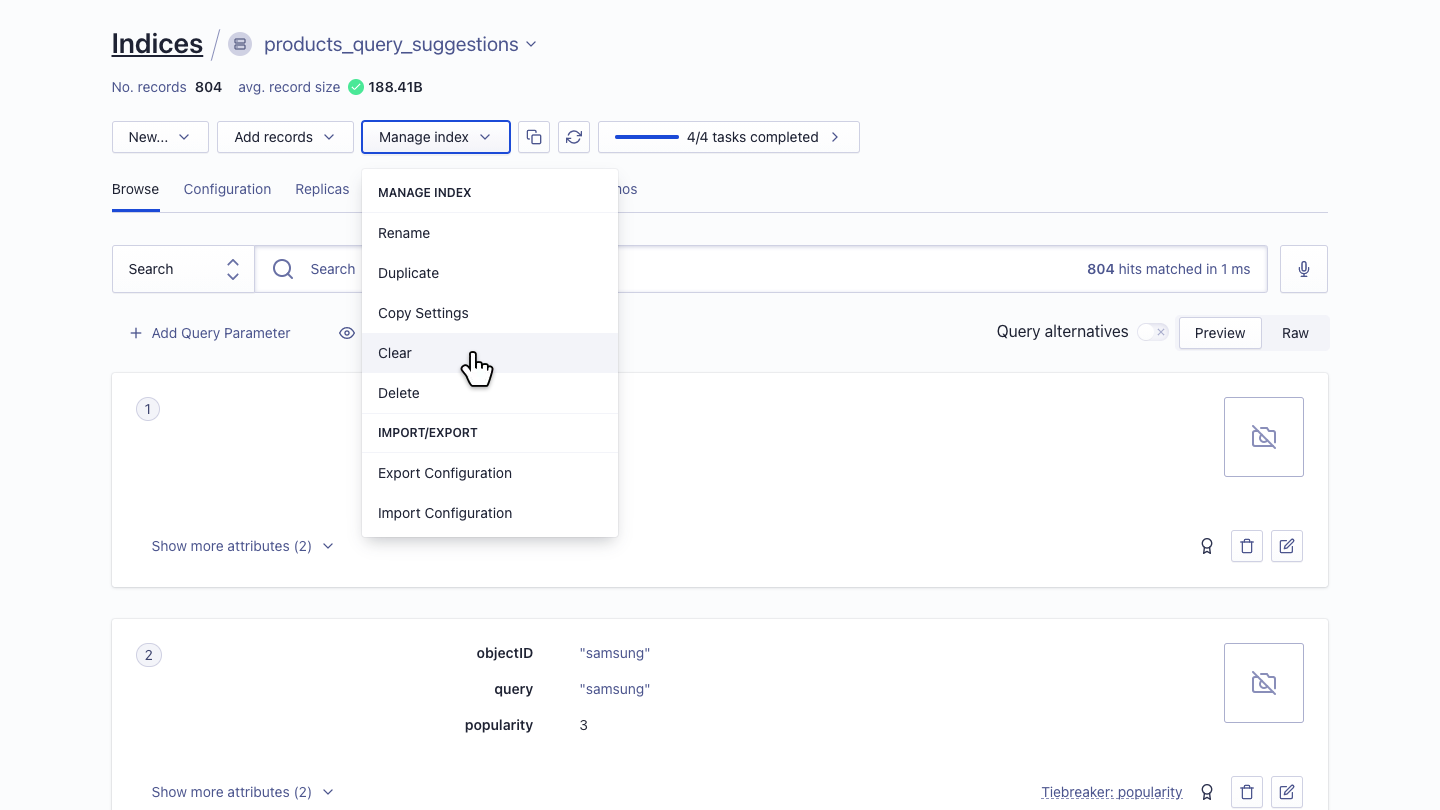 Indices / products_query_suggestions
No. records 804 avg. record size 188.41B
New... Add records Manage index 4/4 tasks completed
Browse Configuration Replicas
MANAGE INDEX
Rename
Duplicate
Copy Settings
Clear
Delete
IMPORT/EXPORT
Export Configuration
Import Configuration
Search Search 804 hits matched in 1 ms
Add Query Parameter Query alternatives Preview Raw
1
Show more attributes (2)
2
objectID "samsung"
query "samsung"
popularity 3
Show more attributes (2) Tiebreaker: popularity